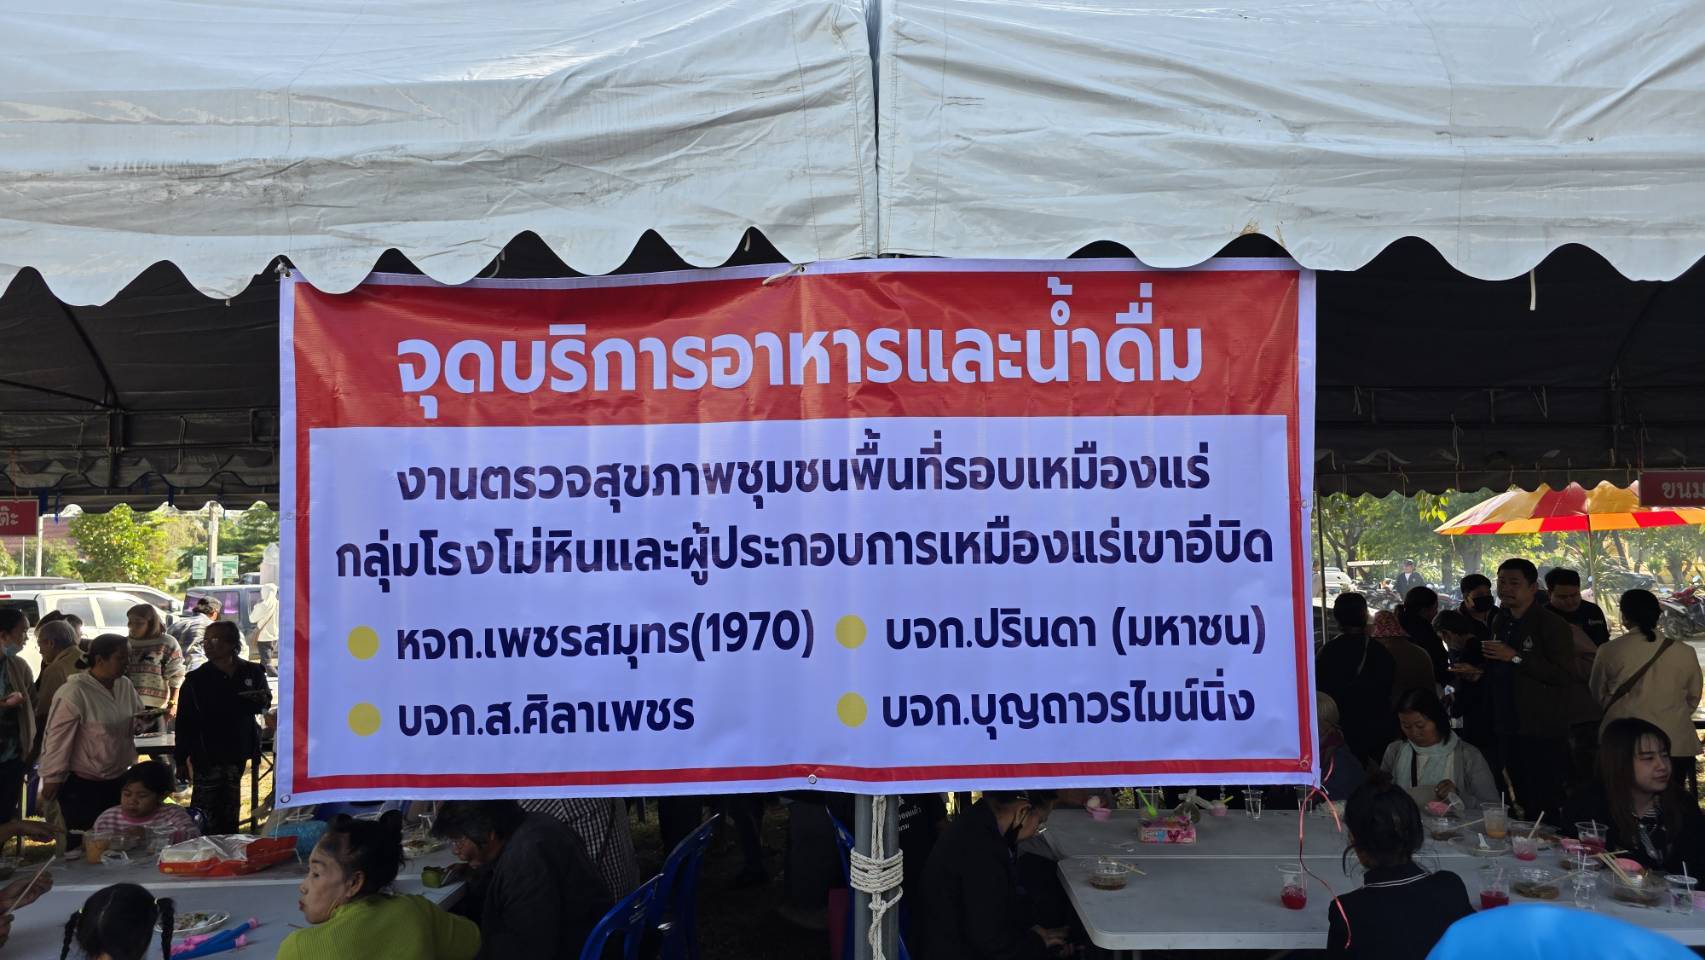 จุดบริการอาหารและน้ำดื่ม
งานตรวจสุขภาพชุมชนพื้นที่รอบเหมืองแร่
กลุ่มโรงโม่หินและผู้ประกอบการเหมืองแร่เขาอีบิด
หจก.เพชรสมุทร(1970)
บจก.ปรินดา (มหาชน)
บจก.ส.ศิลาเพชร
บจก.บุญถาวรไมน์นิ่ง
ขนม